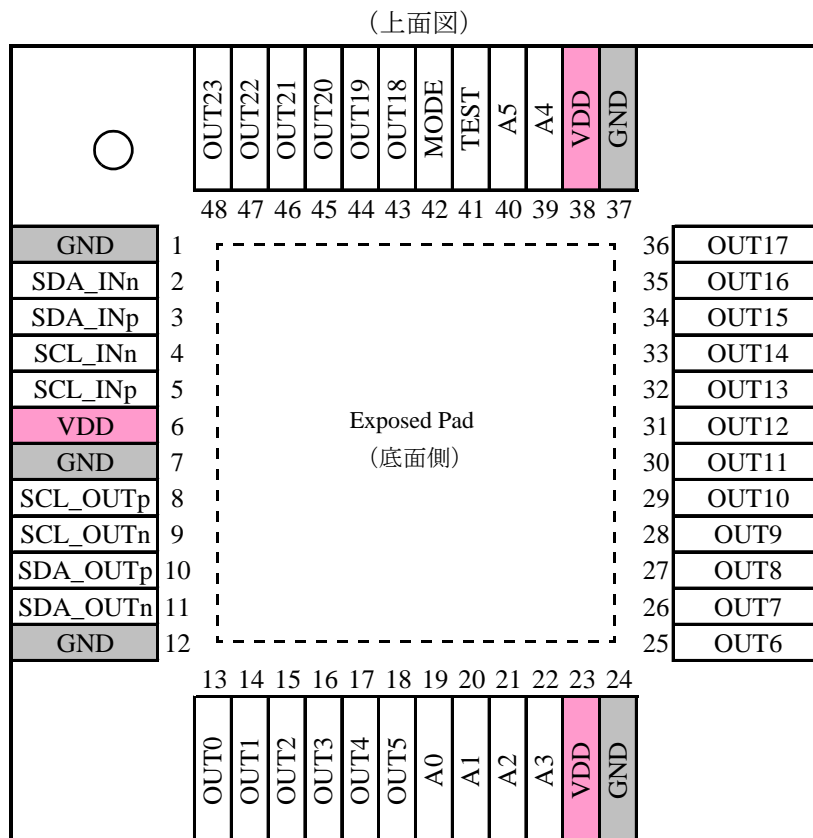 （上面図）
OUT23 OUT22 OUT21 OUT20 OUT19 OUT18 MODE TEST A5 A4 VDD GND
48 47 46 45 44 43 42 41 40 39 38 37
GND 1
SDA_INn 2
SDA_INp 3
SCL_INn 4
SCL_INp 5
VDD 6
GND 7
SCL_OUTp 8
SCL_OUTn 9
SDA_OUTp 10
SDA_OUTn 11
GND 12
Exposed Pad
（底面側）
36 OUT17
35 OUT16
34 OUT15
33 OUT14
32 OUT13
31 OUT12
30 OUT11
29 OUT10
28 OUT9
27 OUT8
26 OUT7
25 OUT6
13 14 15 16 17 18 19 20 21 22 23 24
OUT0 OUT1 OUT2 OUT3 OUT4 OUT5 A0 A1 A2 A3 VDD GND